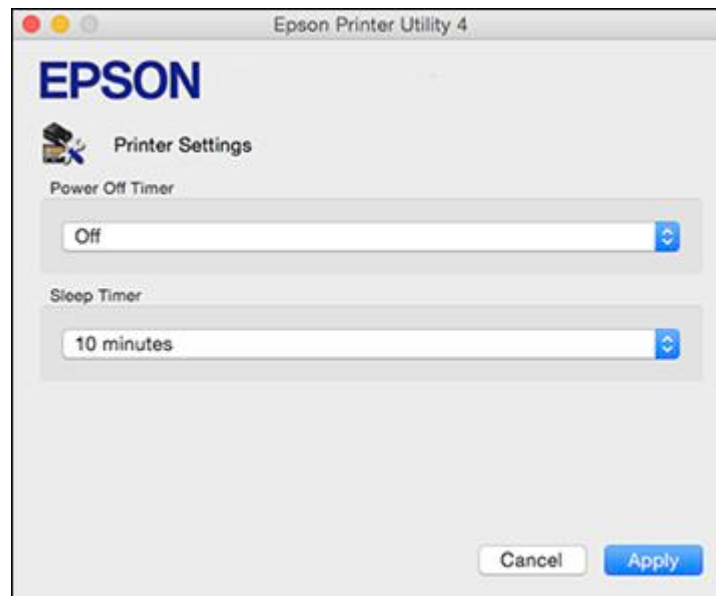 Epson Printer Utility 4
EPSON
Printer Settings
Power Off Timer
Off
Sleep Timer
10 minutes
Cancel Apply